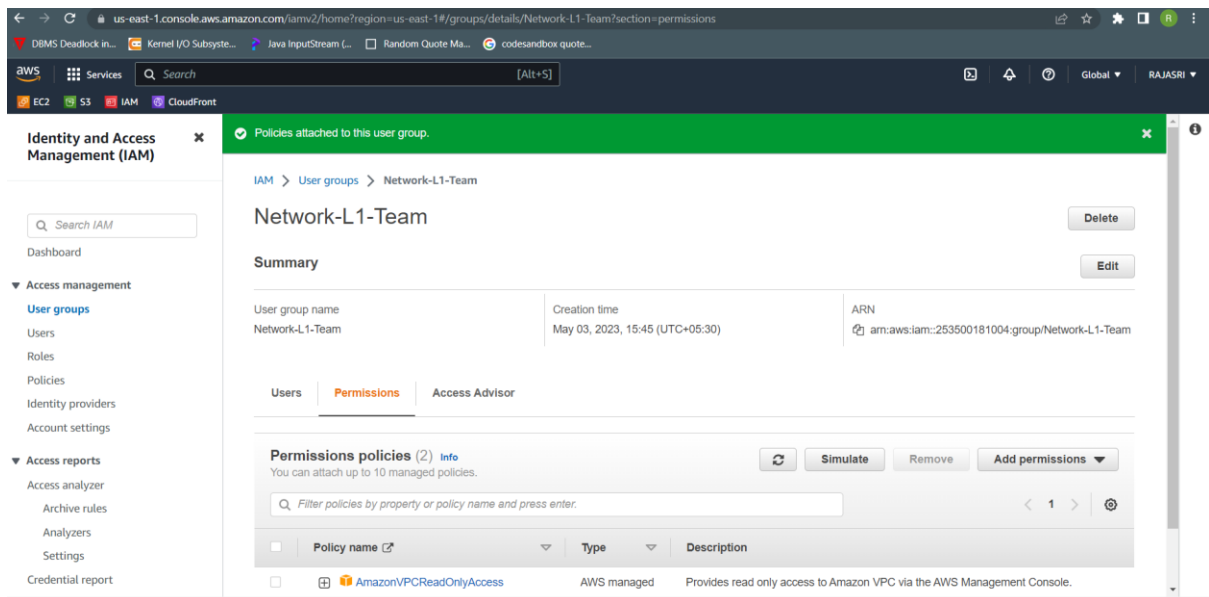 us-east-1.console.aws.amazon.com/iamv2/home?region=us-east-1#/groups/details/Network-L1-Team?section=permissions
R
DBMS Deadlock in... Kernel I/O Subsyste... Java InputStream (... Random Quote Ma... codesandbox quote...
aws Services Search [Alt+S] Global RAJASRI
EC2 S3 IAM CloudFront
Identity and Access
Management (IAM)
Search IAM
Dashboard
Access management
User groups
Users
Roles
Policies
Identity providers
Account settings
Access reports
Access analyzer
Archive rules
Analyzers
Settings
Credential report
Policies attached to this user group.
IAM > User groups > Network-L1-Team
Network-L1-Team
Delete
Summary
Edit
User group name
Network-L1-Team
Creation time
May 03, 2023, 15:45 (UTC+05:30)
ARN
arn:aws:iam::253500181004:group/Network-L1-Team
Users Permissions Access Advisor
Permissions policies (2) Info
You can attach up to 10 managed policies.
Simulate Remove Add permissions
Filter policies by property or policy name and press enter.
< 1 >
Policy name Type Description
AmazonVPCReadOnlyAccess AWS managed Provides read only access to Amazon VPC via the AWS Management Console.